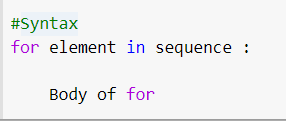 #Syntax
for element in sequence :
Body of for